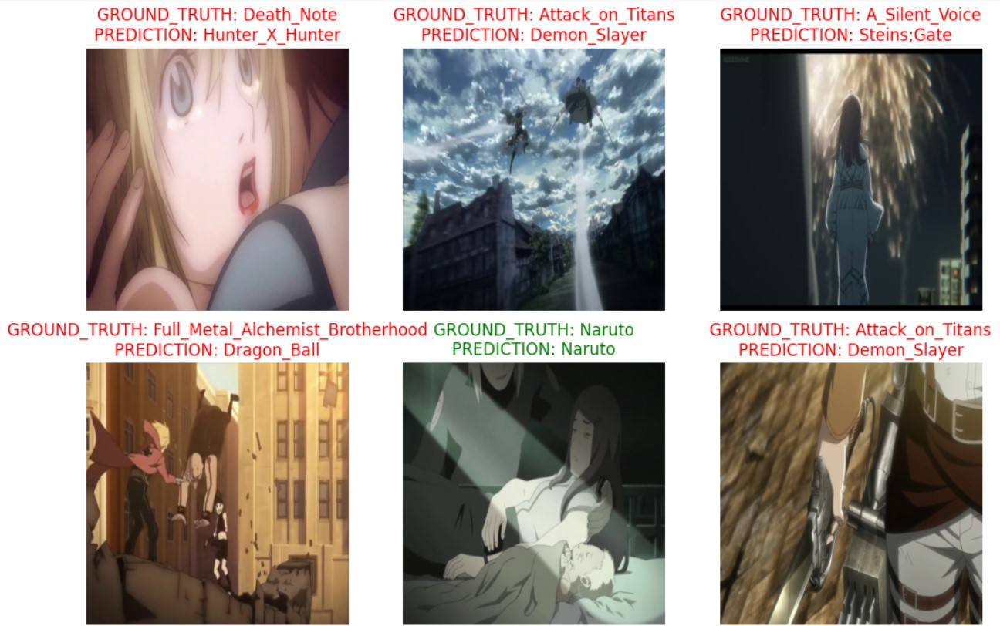 GROUND_TRUTH: Death_Note
PREDICTION: Hunter_X_Hunter
GROUND_TRUTH: Attack_on_Titans
PREDICTION: Demon_Slayer
GROUND_TRUTH: A_Silent_Voice
PREDICTION: Steins;Gate
GROUND_TRUTH: Full_Metal_Alchemist_Brotherhood
PREDICTION: Dragon_Ball
GROUND_TRUTH: Naruto
PREDICTION: Naruto
GROUND_TRUTH: Attack_on_Titans
PREDICTION: Demon_Slayer